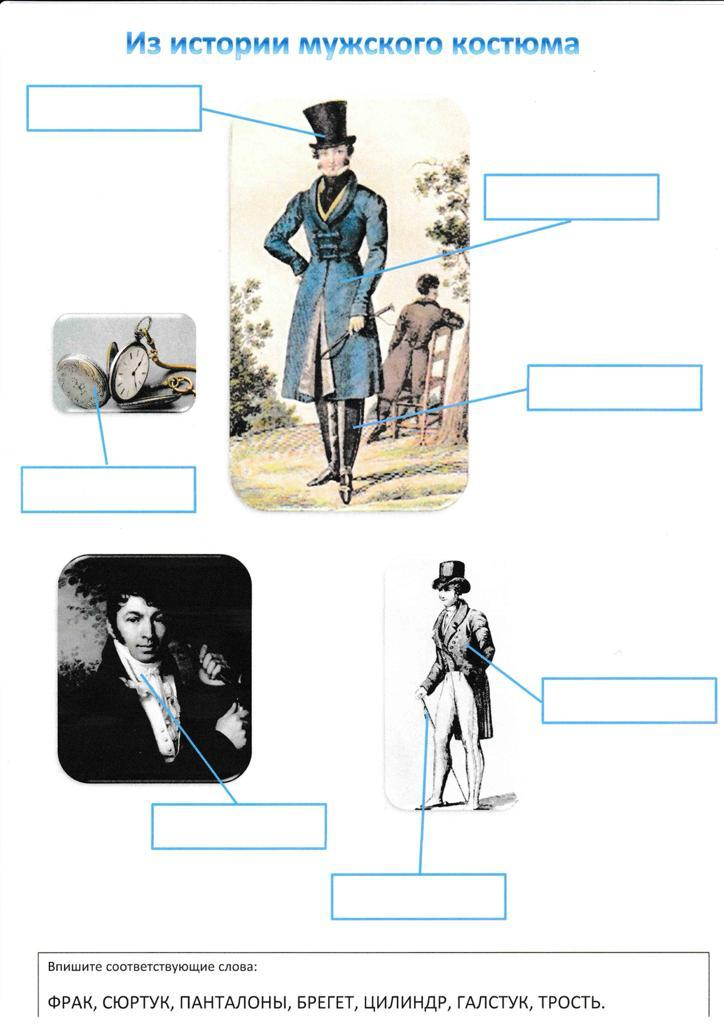 Из истории мужского костюма
Впишите соответствующие слова:
ФРАК, СЮРТУК, ПАНТАЛОНЫ, БРЕГЕТ, ЦИЛИНДР, ГАЛСТУК, ТРОСТЬ.